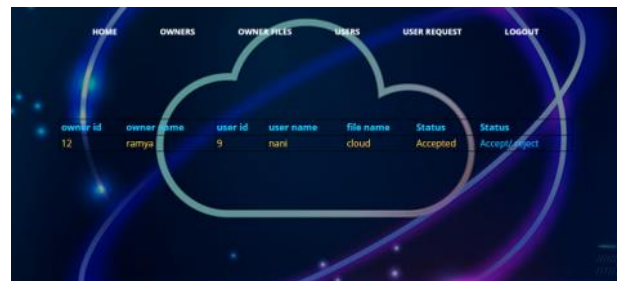 HOME OWNERS OWNER FILES USERS USER REQUEST LOGOUT
owner id owner name user id user name file name Status Status
12 ramya 9 nani cloud Accepted Accept/reject